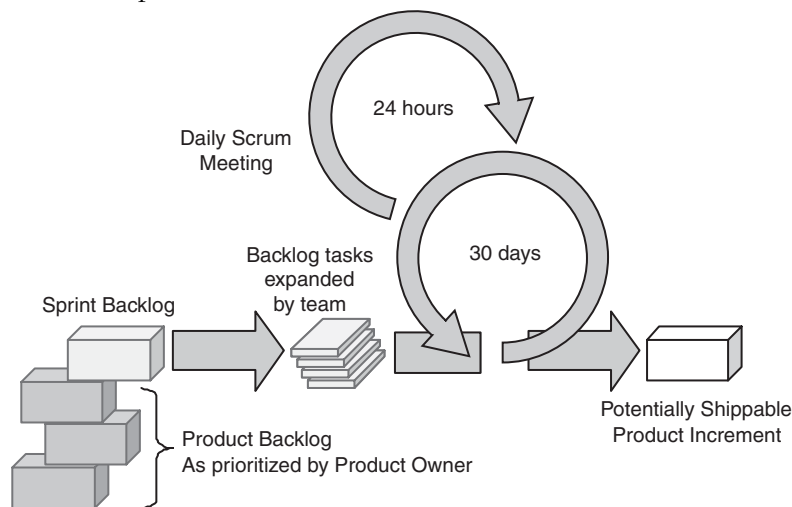 24 hours
Daily Scrum
Meeting
30 days
Backlog tasks
expanded
by team
Sprint Backlog
Potentially Shippable
Product Increment
Product Backlog
As prioritized by Product Owner